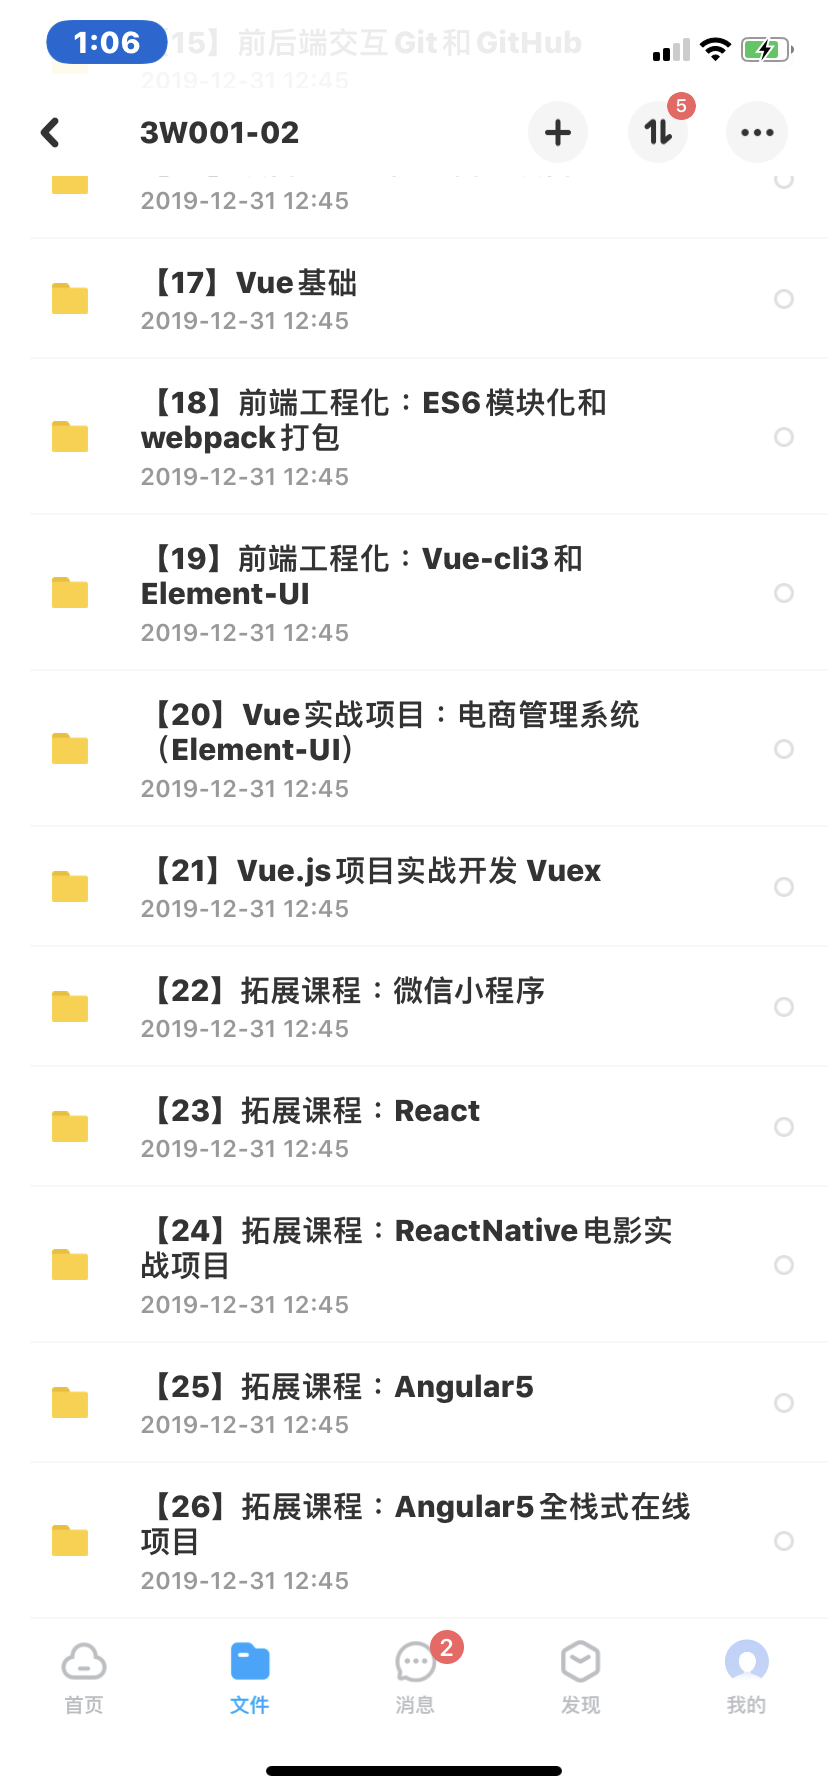 1:06
15】前后端交互Git和GitHub
2019-12-31 12:45
3W001-02
5
2019-12-31 12:45
【17】Vue基础
2019-12-31 12:45
【18】前端工程化：ES6模块化和
webpack打包
2019-12-31 12:45
【19】前端工程化：Vue-cli3和
Element-UI
2019-12-31 12:45
【20】Vue实战项目：电商管理系统
（Element-UI）
2019-12-31 12:45
【21】Vue.js项目实战开发 Vuex
2019-12-31 12:45
【22】拓展课程：微信小程序
2019-12-31 12:45
【23】拓展课程：React
2019-12-31 12:45
【24】拓展课程：ReactNative电影实
战项目
2019-12-31 12:45
【25】拓展课程：Angular5
2019-12-31 12:45
【26】拓展课程：Angular5全栈式在线
项目
2019-12-31 12:45
2
首页
文件
消息
发现
我的